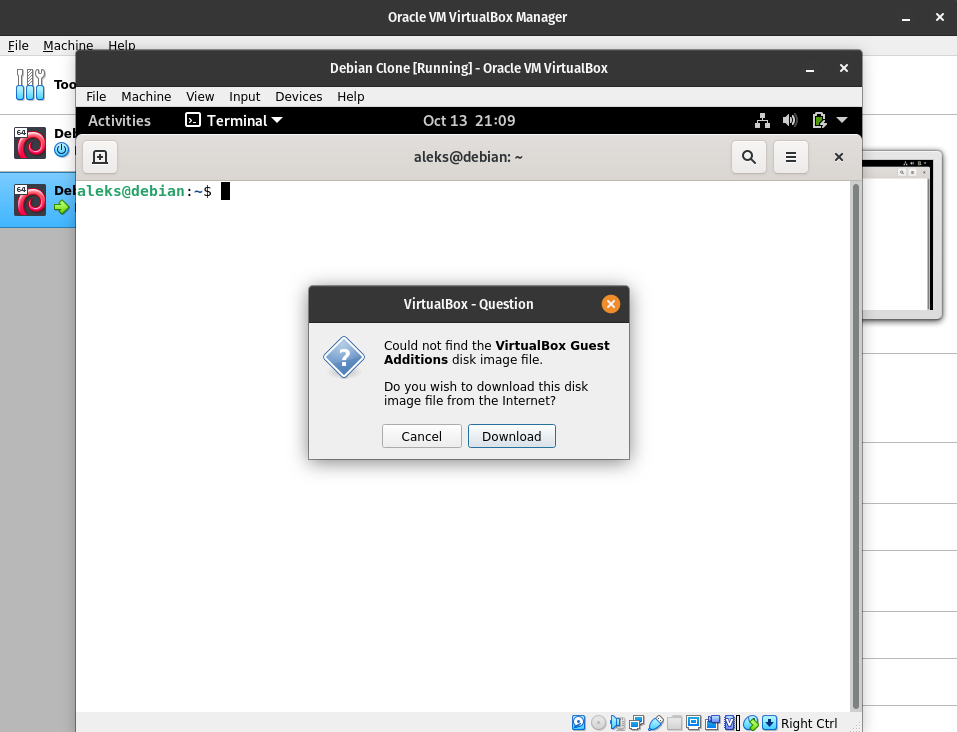 Oracle VM VirtualBox Manager
File Machine Help
Debian Clone [Running] - Oracle VM VirtualBox
File Machine View Input Devices Help
Activities Terminal Oct 13 21:09
aleks@debian: ~
aleks@debian:~$
64
64
VirtualBox - Question
Could not find the VirtualBox Guest
Additions disk image file.
Do you wish to download this disk
image file from the Internet?
Cancel Download
Right Ctrl